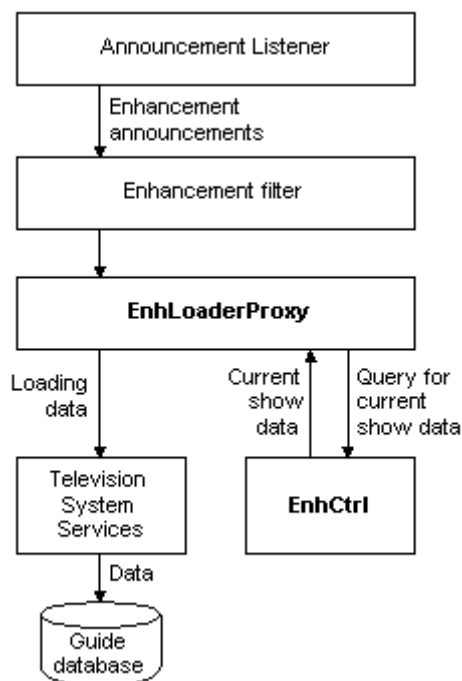 Announcement Listener
Enhancement
announcements
Enhancement filter
EnhLoaderProxy
Loading
data
Current
show
data
Query for
current
show data
Television
System
Services
EnhCtrl
Data
Guide
database